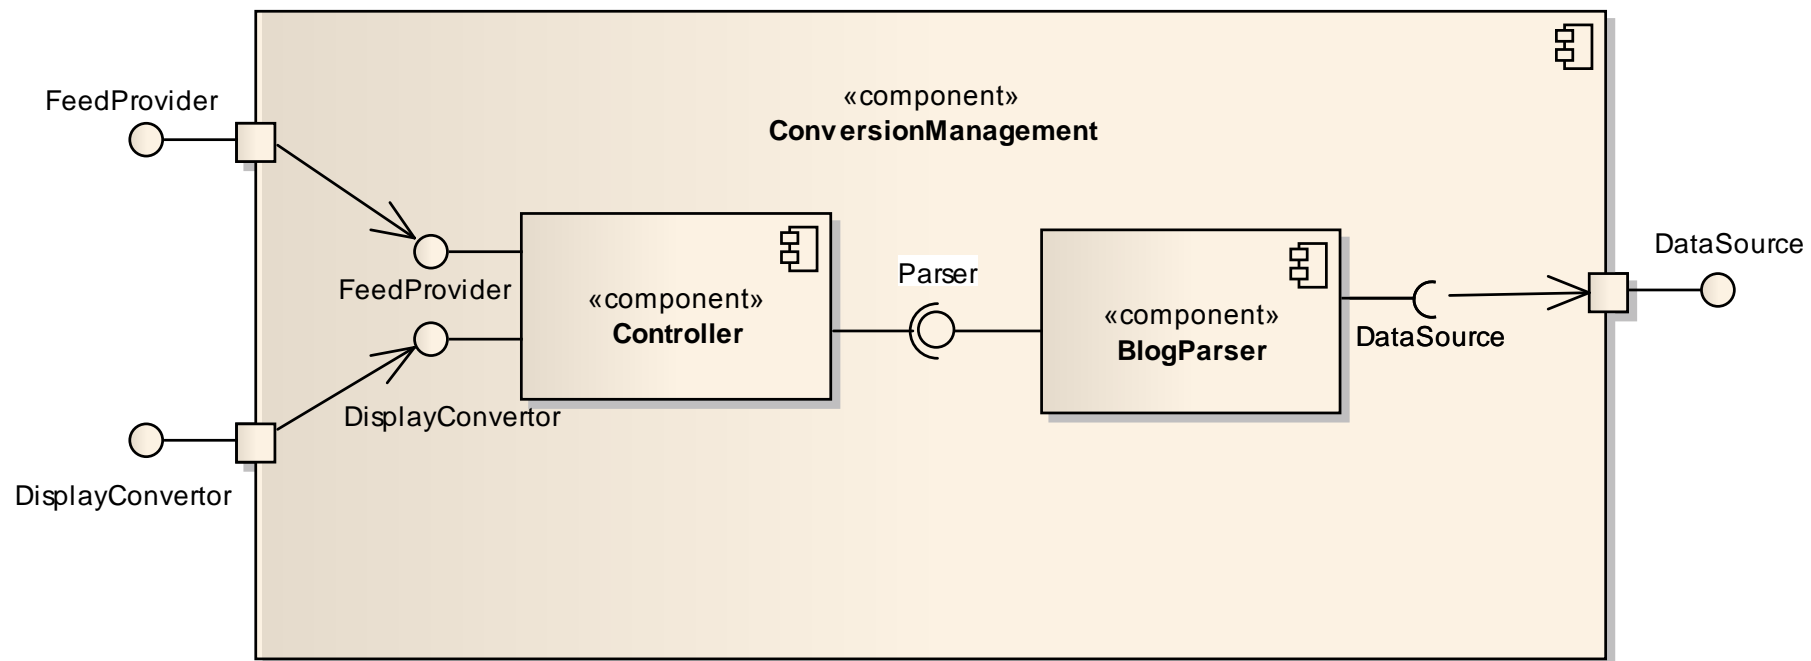 «component»
ConversionManagement
FeedProvider
FeedProvider
«component»
Controller
Parser
«component»
BlogParser
DataSource
DataSource
DisplayConvertor
DisplayConvertor